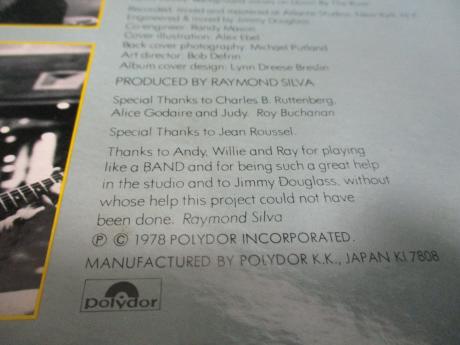 Recorded, mixed and mastered at Atlantic Studios, New York, N.Y.
Engineered & mixed by Jimmy Douglass
Co-engineer: Randy Mason
Cover illustration: Alex Ebel
Back cover photography: Michael Putland
Art director: Bob Defrin
Album cover design: Lynn Dreese Breslin
PRODUCED BY RAYMOND SILVA
Special Thanks to Charles B. Ruttenberg,
Alice Godaire and Judy. Roy Buchanan
Special Thanks to Jean Roussel.
Thanks to Andy, Willie and Ray for playing
like a BAND and for being such a great help
in the studio and to Jimmy Douglass, without
whose help this project could not have
been done. Raymond Silva
Ⓟ © 1978 POLYDOR INCORPORATED.
MANUFACTURED BY POLYDOR K.K., JAPAN KI 7808
polydor